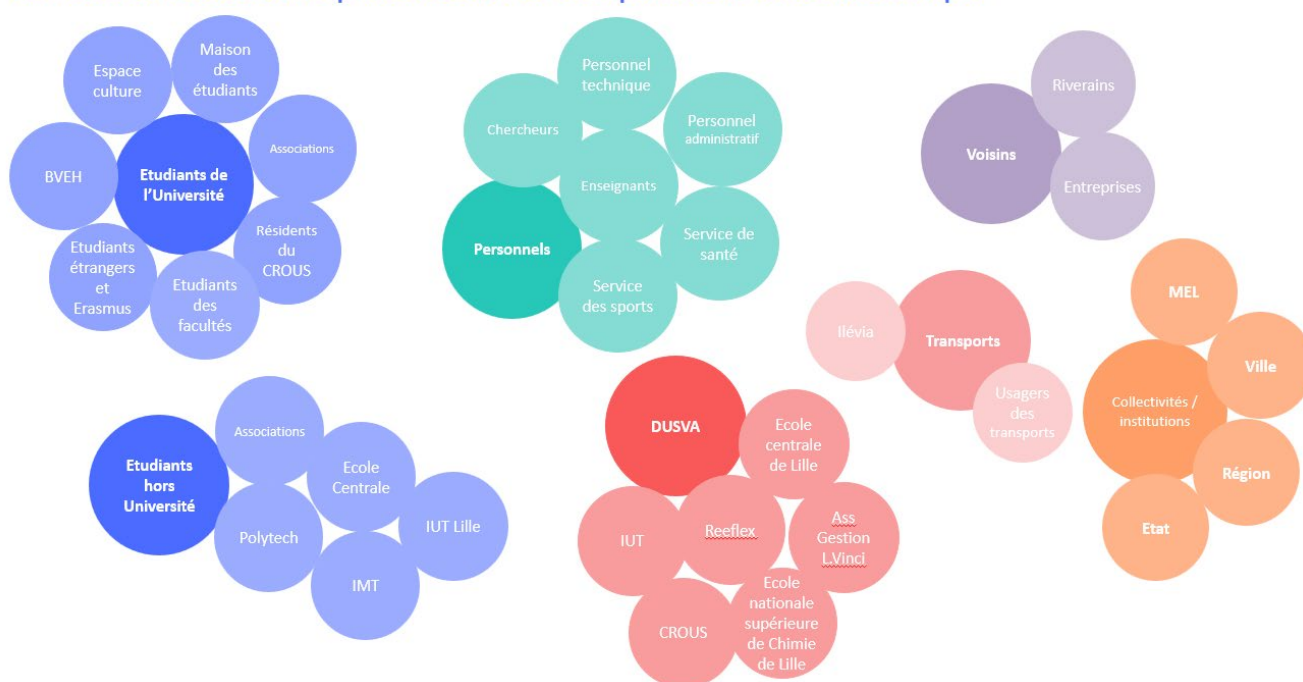 Espace
culture
Maison
des
étudiants
Associations
BVEH
Etudiants de
l'Université
Résidents
du
CROUS
Etudiants
étrangers
et
Erasmus
Etudiants
des
facultés
Personnel
technique
Chercheurs
Personnel
administratif
Enseignants
Personnels
Service de
santé
Service
des sports
Riverains
Voisins
Entreprises
Ilévia
Transports
Usagers
des
transports
MEL
Ville
Collectivités /
institutions
Région
Etat
Etudiants
hors
Université
Associations
Ecole
Centrale
IUT Lille
Polytech
IMT
DUSVA
Ecole
centrale
de Lille
IUT
Reeflex
Ass
Gestion
L.Vinci
CROUS
Ecole
nationale
supérieure
de Chimie
de Lille